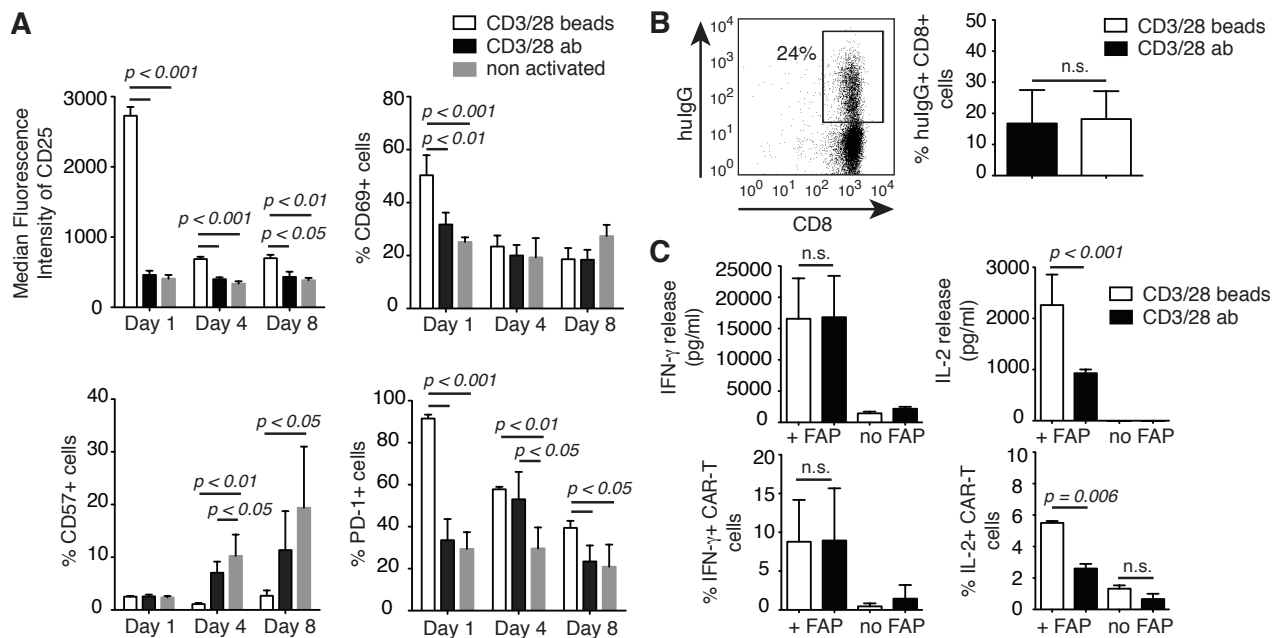 A
CD3/28 beads
CD3/28 ab
non activated
Median Fluorescence
Intensity of CD25
3000
2000
1000
0
p < 0.001
p < 0.001
p < 0.01
p < 0.05
Day 1
Day 4
Day 8
% CD69+ cells
80
60
40
20
0
p < 0.001
p < 0.01
Day 1
Day 4
Day 8
% CD57+ cells
40
30
20
10
0
p < 0.01
p < 0.05
p < 0.05
Day 1
Day 4
Day 8
% PD-1+ cells
100
80
60
40
20
0
p < 0.001
p < 0.01
p < 0.05
p < 0.05
Day 1
Day 4
Day 8
B
huIgG
10⁴
10³
10²
10¹
10⁰
24%
10⁰
10¹
10²
10³
10⁴
CD8
% huIgG+ CD8+
cells
50
40
30
20
10
0
n.s.
CD3/28 beads
CD3/28 ab
C
IFN-γ release
(pg/ml)
25000
20000
15000
10000
5000
0
n.s.
+ FAP
no FAP
IL-2 release
(pg/ml)
3000
2000
1000
0
p < 0.001
+ FAP
no FAP
CD3/28 beads
CD3/28 ab
% IFN-γ+ CAR-T
cells
20
15
10
5
0
n.s.
+ FAP
no FAP
% IL-2+ CAR-T
cells
10
8
6
4
2
0
p = 0.006
n.s.
+ FAP
no FAP